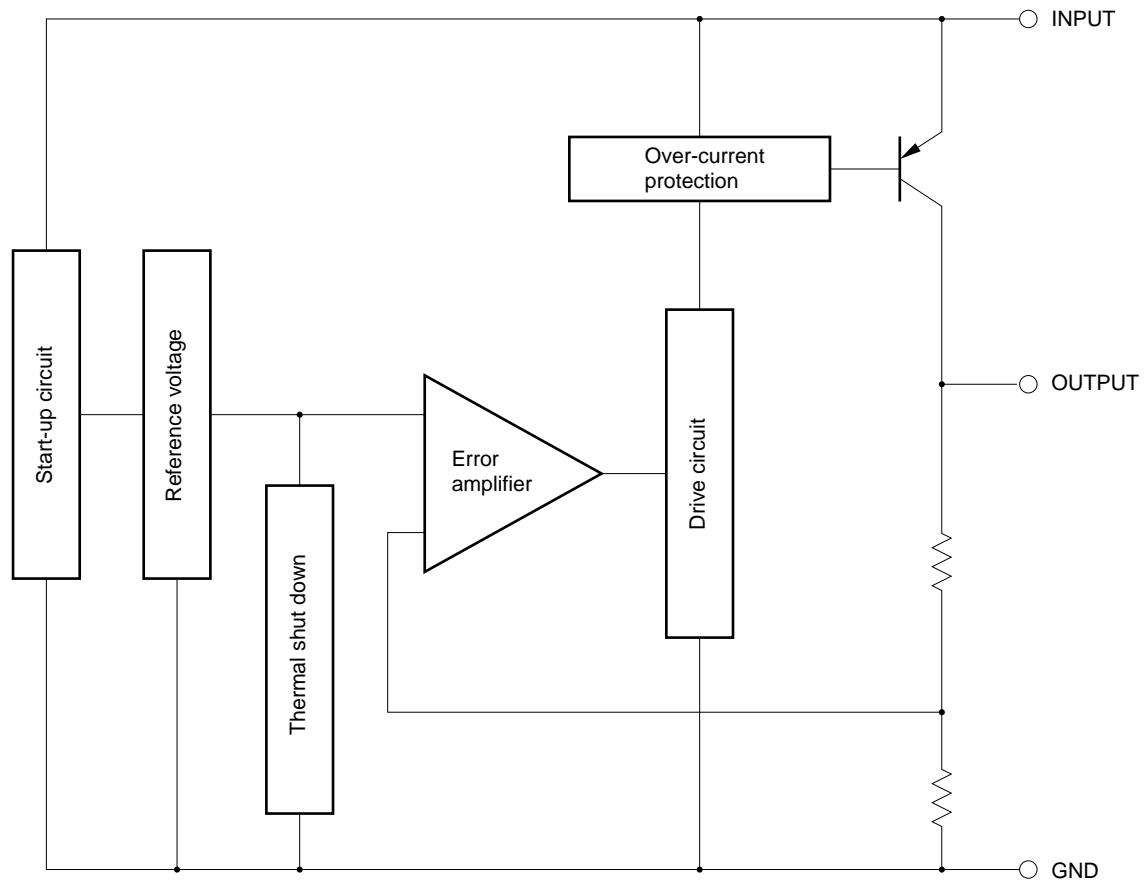 INPUT
Over-current
protection
Start-up circuit
Reference voltage
OUTPUT
Error
amplifier
Drive circuit
Thermal shut down
GND